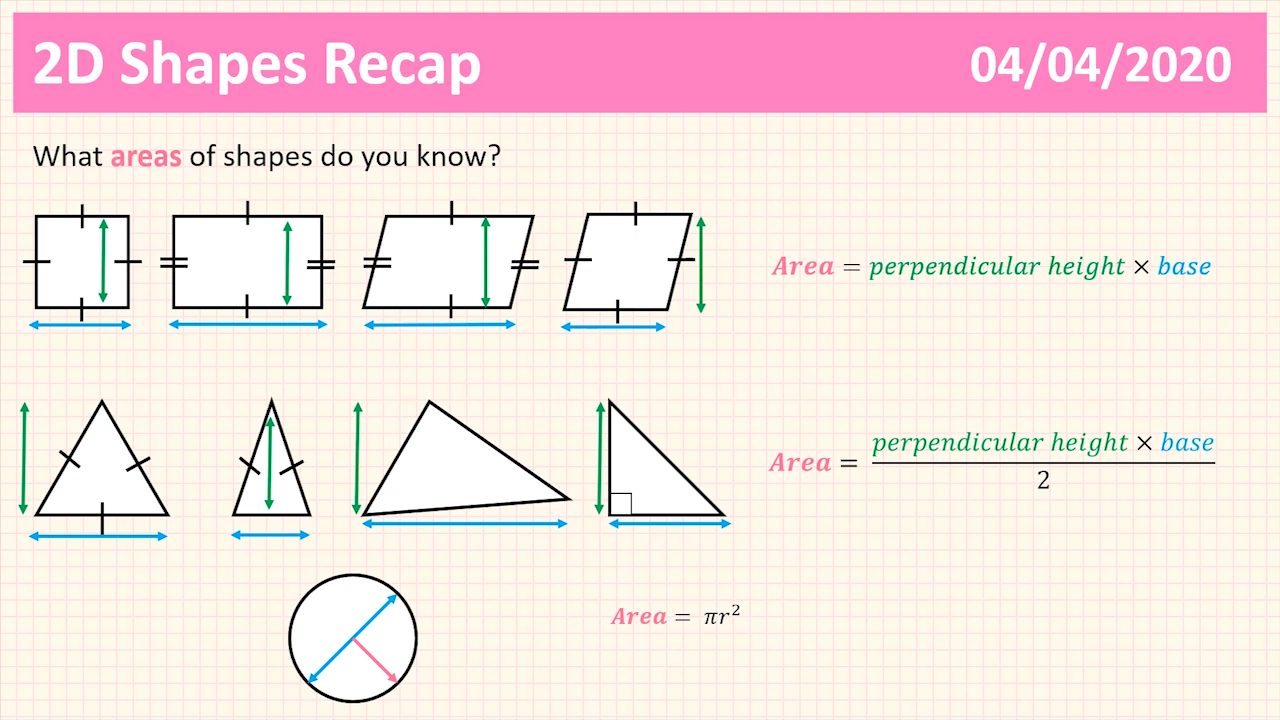 2D Shapes Recap
04/04/2020
What areas of shapes do you know?
Area = perpendicular height × base
Area = perpendicular height × base / 2
Area = πr²